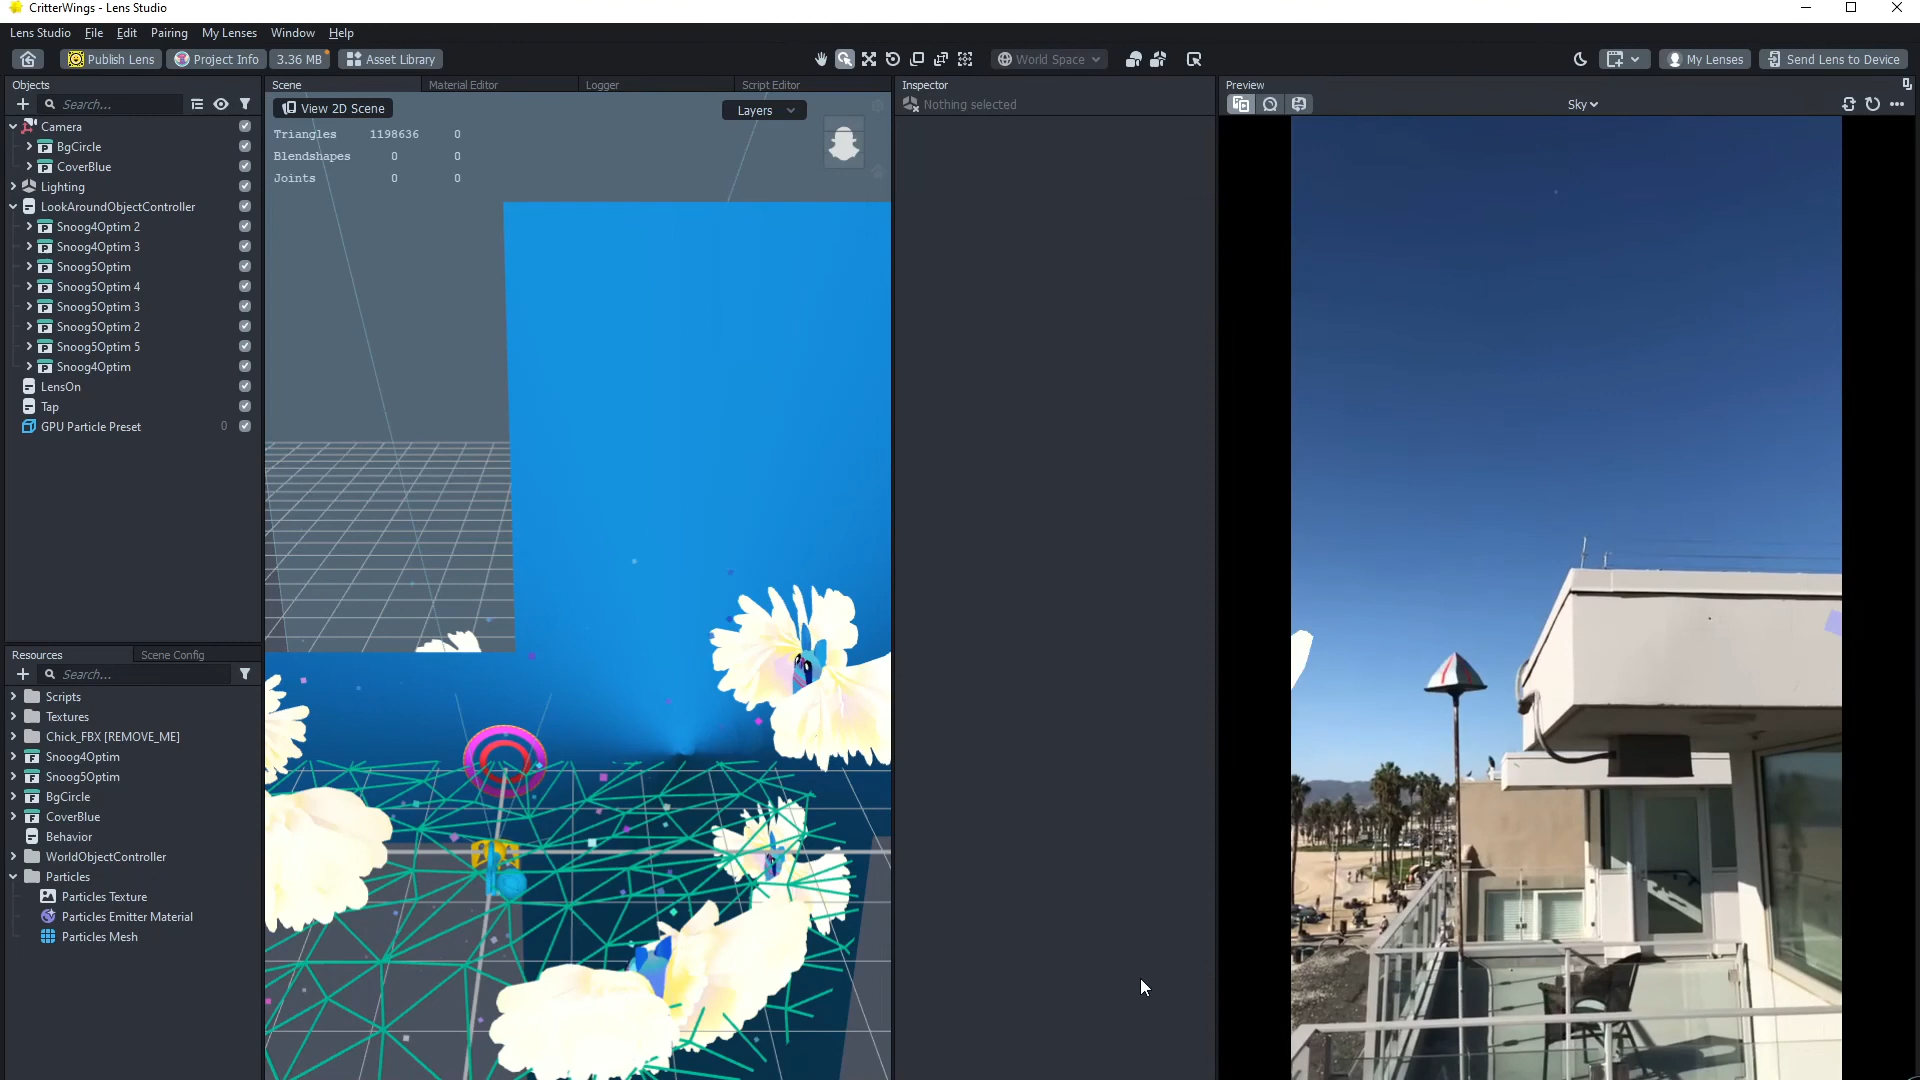 CritterWings - Lens Studio
Lens Studio File Edit Pairing My Lenses Window Help
Publish Lens Project Info 3.36 MB Asset Library World Space My Lenses Send Lens to Device
Objects
Search...
Camera
BgCircle
CoverBlue
Lighting
LookAroundObjectController
Snoog4Optim 2
Snoog4Optim 3
Snoog5Optim
Snoog5Optim 4
Snoog5Optim 3
Snoog5Optim 2
Snoog5Optim 5
Snoog4Optim
LensOn
Tap
GPU Particle Preset 0
Resources Scene Config
Search...
Scripts
Textures
Chick_FBX [REMOVE_ME]
Snoog4Optim
Snoog5Optim
BgCircle
CoverBlue
Behavior
WorldObjectController
Particles
Particles Texture
Particles Emitter Material
Particles Mesh
Scene Material Editor Logger Script Editor
View 2D Scene Layers
Triangles 1198636 0
Blendshapes 0 0
Joints 0 0
Inspector
Nothing selected
Preview
Sky